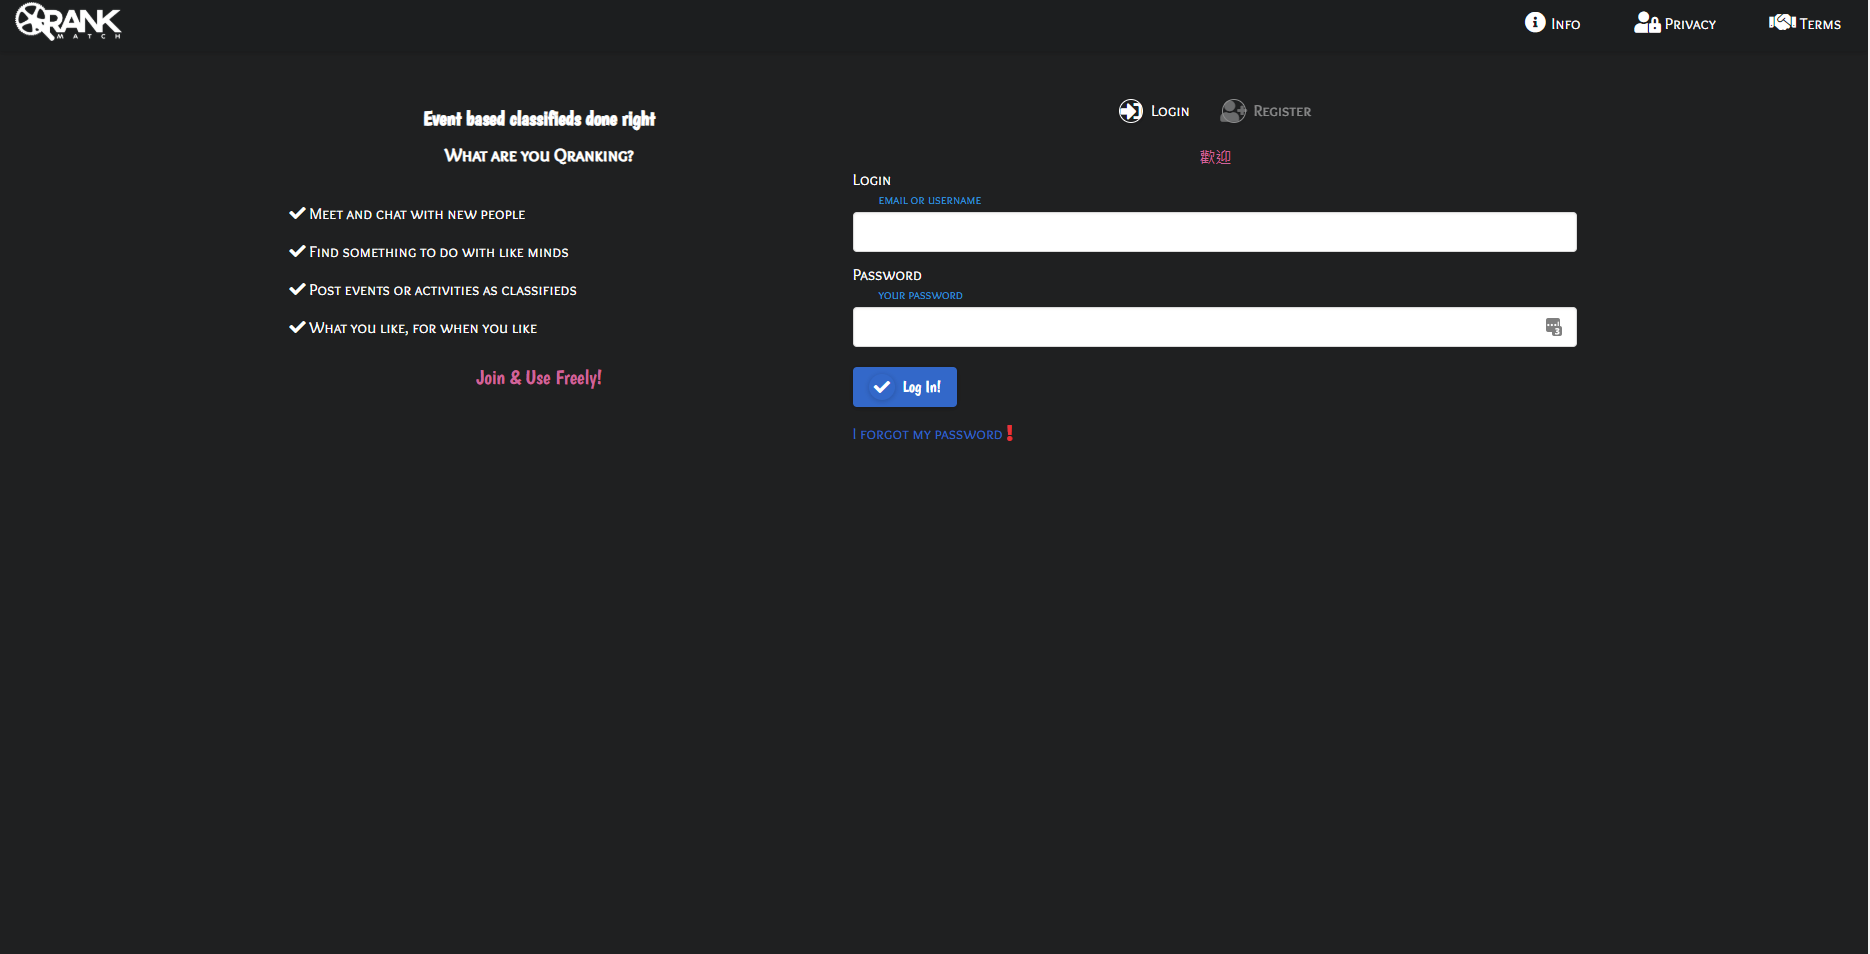 QRANK
MATCH
Info
Privacy
Terms
Event based classifieds done right
What are you Qranking?
Meet and chat with new people
Find something to do with like minds
Post events or activities as classifieds
What you like, for when you like
Join & Use Freely!
Login
Register
歡迎
Login
email or username
Password
your password
3
Log In!
I forgot my password!